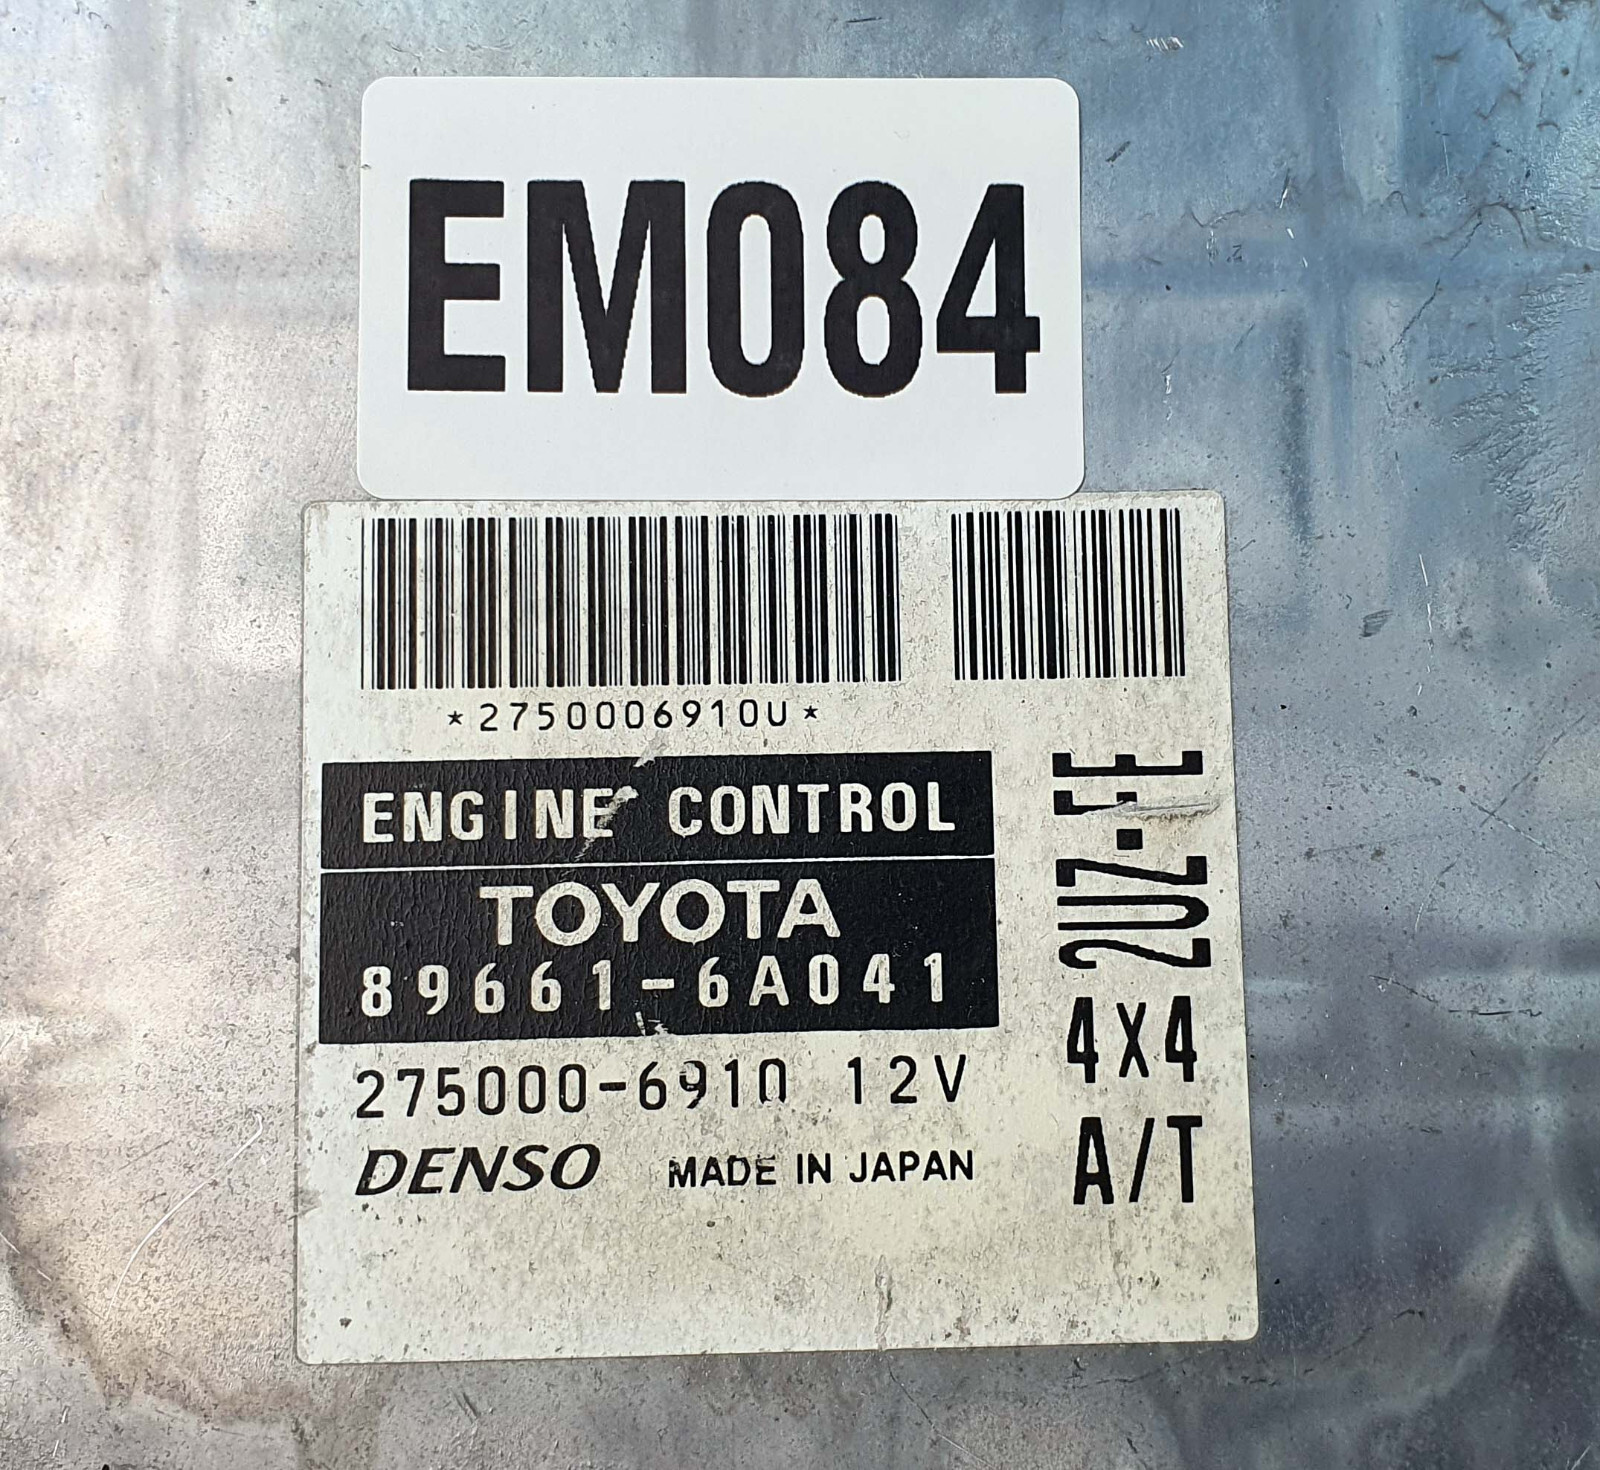 EM084
*2750006910U*
ENGINE CONTROL
TOYOTA
89661-6A041
275000-6910 12V
DENSO MADE IN JAPAN
2UZ-FE
4X4
A/T